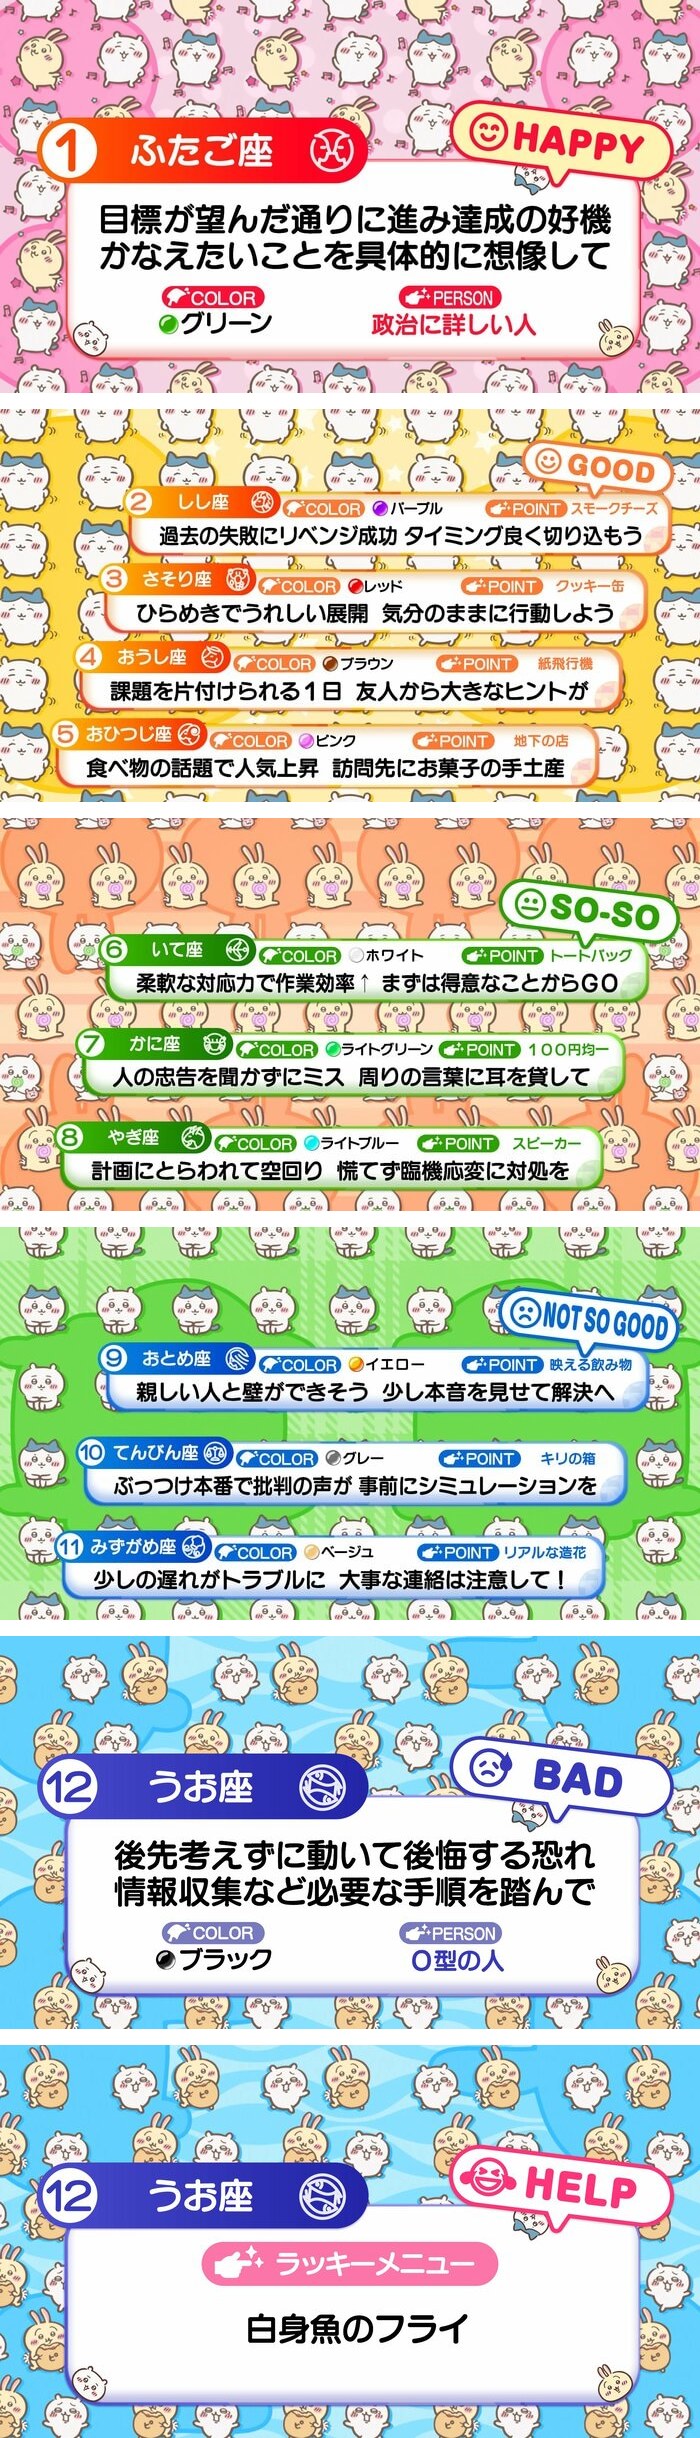 1 ふたご座
HAPPY
目標が望んだ通りに進み達成の好機
かなえたいことを具体的に想像して
COLOR PERSON
グリーン 政治に詳しい人
GOOD
2 しし座 COLOR パープル POINT スモークチーズ
過去の失敗にリベンジ成功 タイミング良く切り込もう
3 さそり座 COLOR レッド POINT クッキー缶
ひらめきでうれしい展開 気分のままに行動しよう
4 おうし座 COLOR ブラウン POINT 紙飛行機
課題を片付けられる1日 友人から大きなヒントが
5 おひつじ座 COLOR ピンク POINT 地下の店
食べ物の話題で人気上昇 訪問先にお菓子の手土産
SO-SO
6 いて座 COLOR ホワイト POINT トートバッグ
柔軟な対応力で作業効率↑ まずは得意なことからGO
7 かに座 COLOR ライトグリーン POINT 100円均一
人の忠告を聞かずにミス 周りの言葉に耳を貸して
8 やぎ座 COLOR ライトブルー POINT スピーカー
計画にとらわれて空回り 慌てず臨機応変に対処を
NOT SO GOOD
9 おとめ座 COLOR イエロー POINT 映える飲み物
親しい人と壁ができそう 少し本音を見せて解決へ
10 てんびん座 COLOR グレー POINT キリの箱
ぶっつけ本番で批判の声が 事前にシミュレーションを
11 みずがめ座 COLOR ベージュ POINT リアルな造花
少しの遅れがトラブルに 大事な連絡は注意して!
12 うお座
BAD
後先考えずに動いて後悔する恐れ
情報収集など必要な手順を踏んで
COLOR PERSON
ブラック O型の人
12 うお座
HELP
ラッキーメニュー
白身魚のフライ